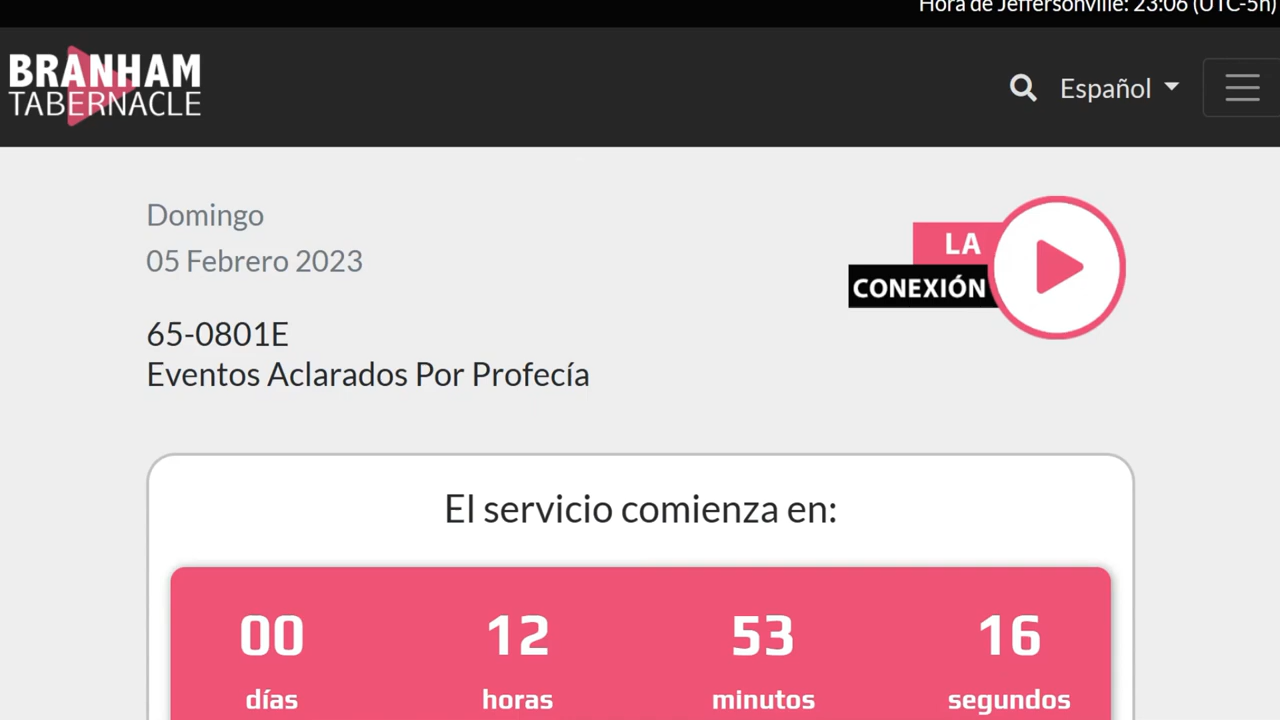 Hora de Jeffersonville: 23:06 (UTC-5h)
BRANHAM
TABERNACLE
Español
Domingo
05 Febrero 2023
LA
CONEXIÓN
65-0801E
Eventos Aclarados Por Profecía
El servicio comienza en:
00 12 53 16
días horas minutos segundos